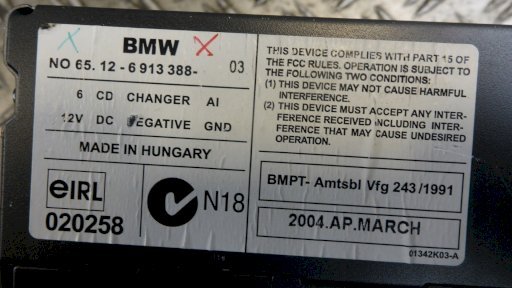 BMW
NO 65. 12 - 6 913 388- 03
6 CD CHANGER AI
12V DC NEGATIVE GND
MADE IN HUNGARY
eIRL
020258
N18
THIS DEVICE COMPLIES WITH PART 15 OF
THE FCC RULES. OPERATION IS SUBJECT TO
THE FOLLOWING TWO CONDITIONS:
(1) THIS DEVICE MAY NOT CAUSE HARMFUL
INTERFERENCE, AND
(2) THIS DEVICE MUST ACCEPT ANY INTER-
FERENCE RECEIVED INCLUDING INTER-
FERENCE THAT MAY CAUSE UNDESIRED
OPERATION.
BMPT- Amtsbl Vfg 243/1991
2004.AP.MARCH
01342K03-A